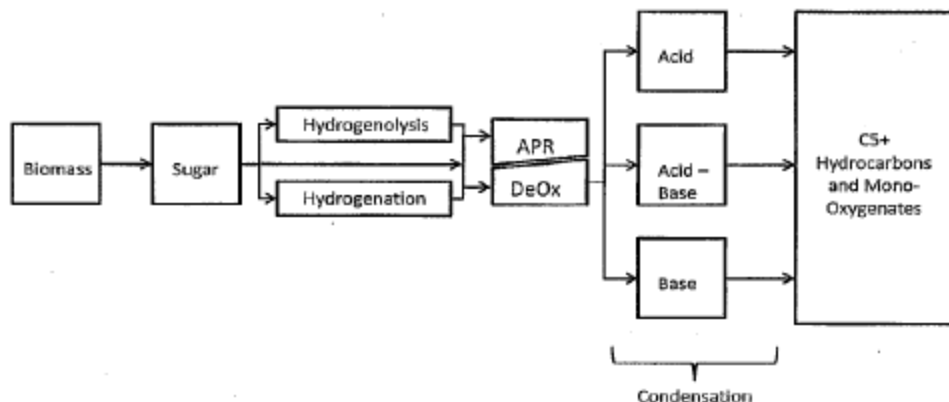 Biomass
Sugar
Hydrogenolysis
Hydrogenation
APR
DeOx
Acid
Acid –
Base
Base
C5+
Hydrocarbons
and Mono-
Oxygenates
Condensation